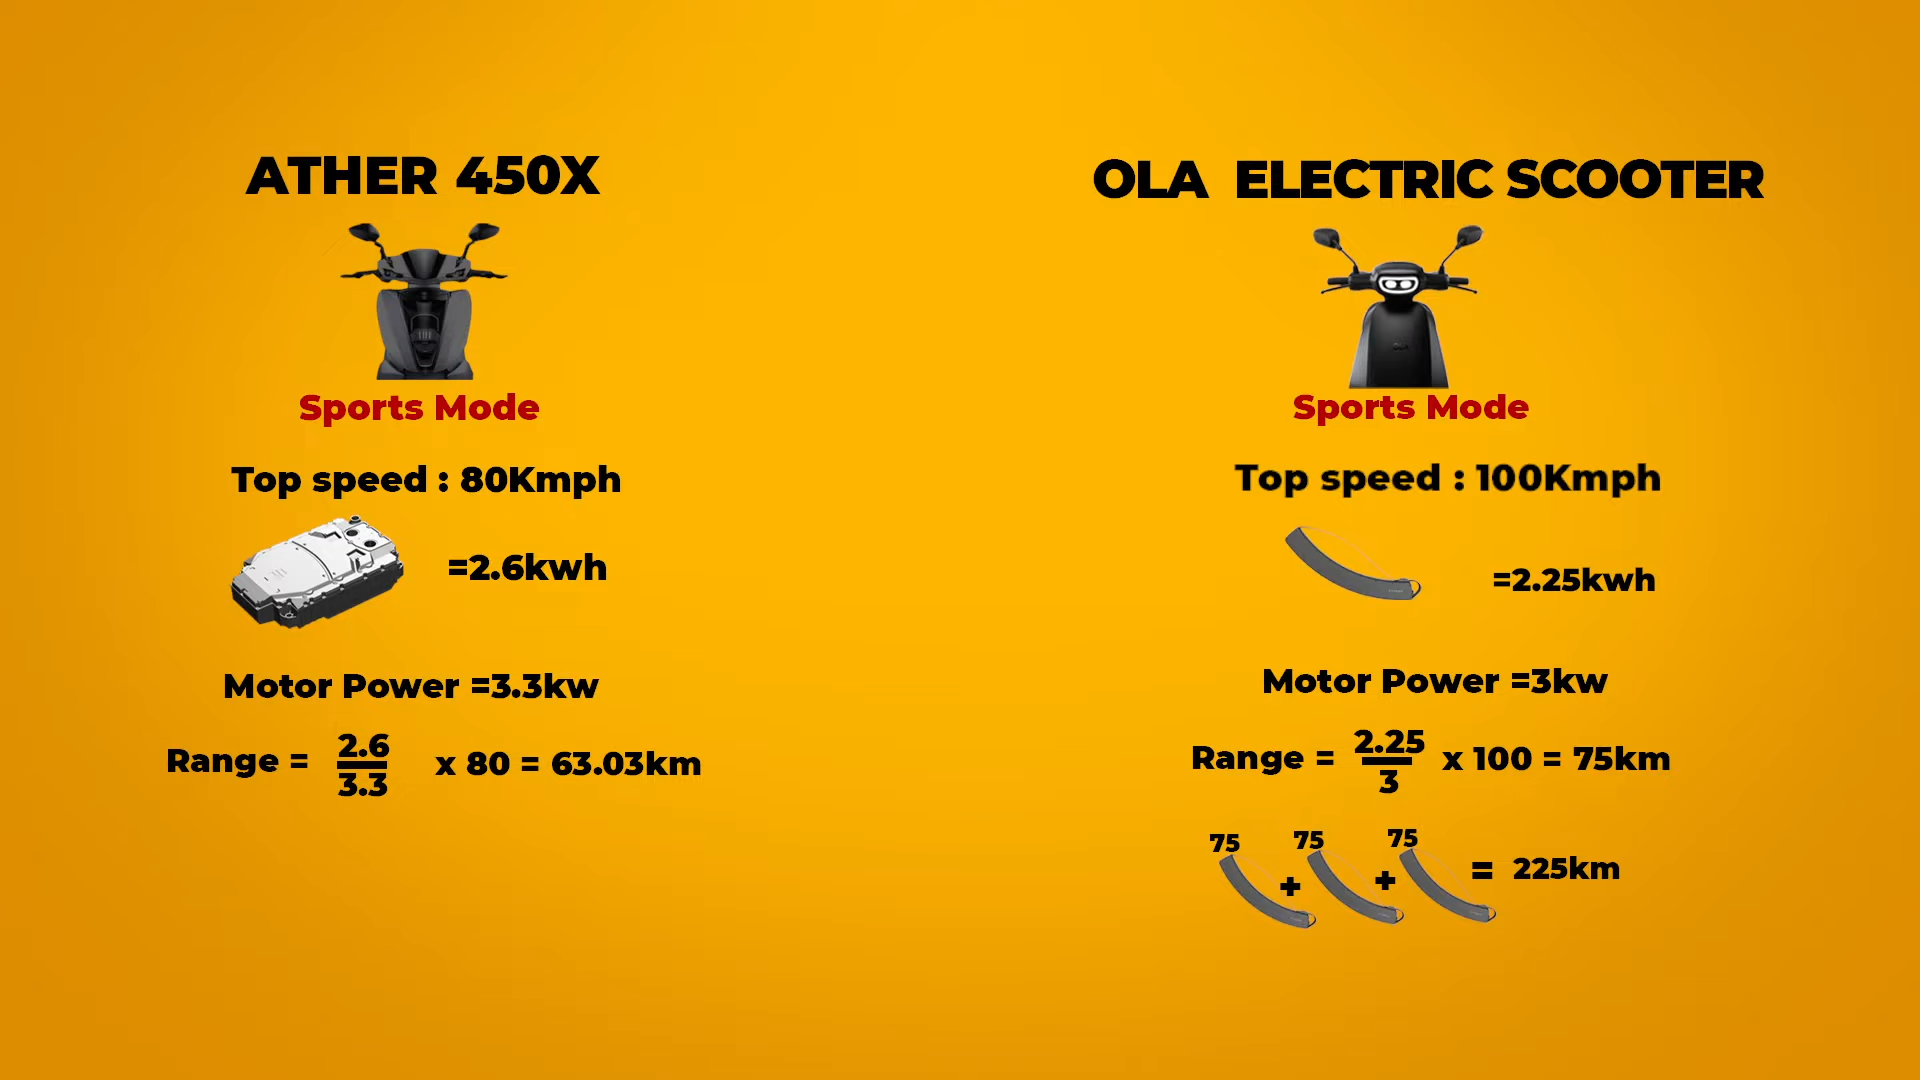 ATHER 450X
Sports Mode
Top speed : 80Kmph
=2.6kwh
Motor Power =3.3kw
Range = 2.6
3.3
x 80 = 63.03km
OLA ELECTRIC SCOOTER
OLA
Sports Mode
Top speed : 100Kmph
=2.25kwh
Motor Power =3kw
Range = 2.25
3
x 100 = 75km
75 75 75
+ + = 225km